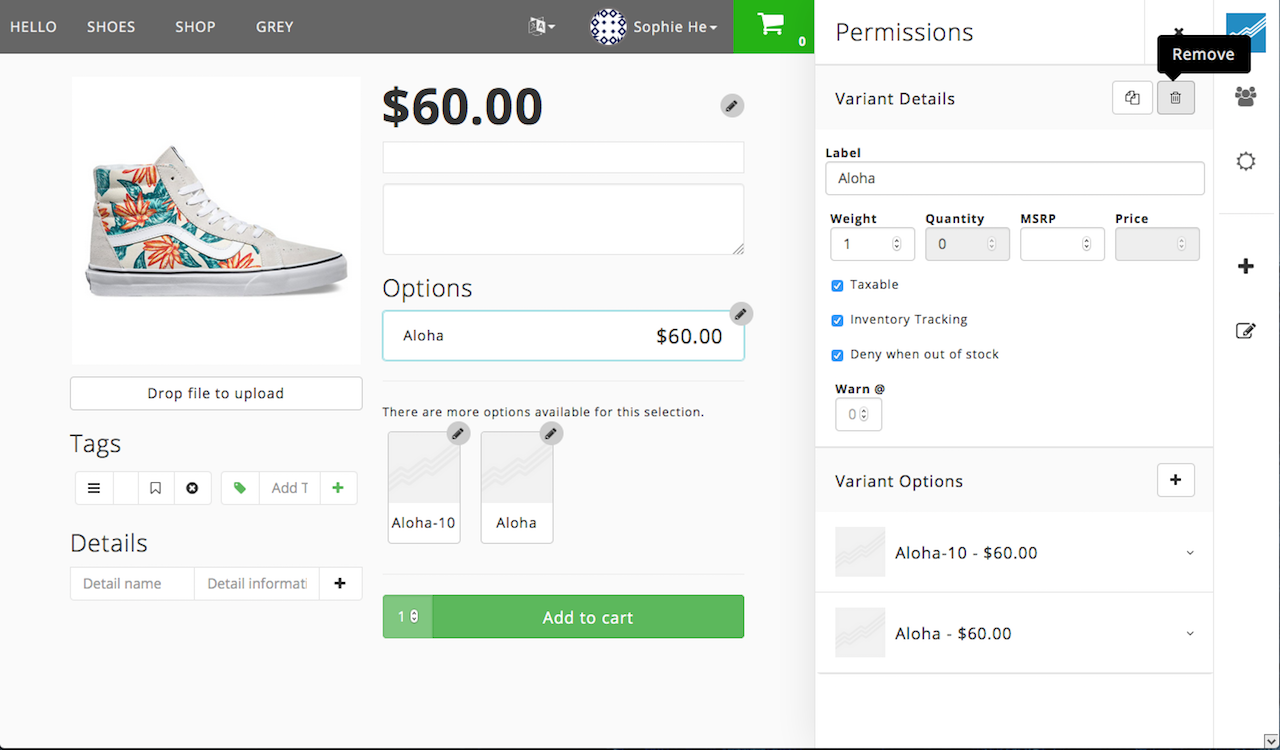 HELLO SHOES SHOP GREY Sophie He 0
$60.00
Options
Aloha $60.00
Drop file to upload
There are more options available for this selection.
Tags
Add T
Aloha-10 Aloha
Details
Detail name Detail informati
1 Add to cart
Permissions
Remove
Variant Details
Label
Aloha
Weight Quantity MSRP Price
1 0
Taxable
Inventory Tracking
Deny when out of stock
Warn @
0
Variant Options
Aloha-10 - $60.00
Aloha - $60.00